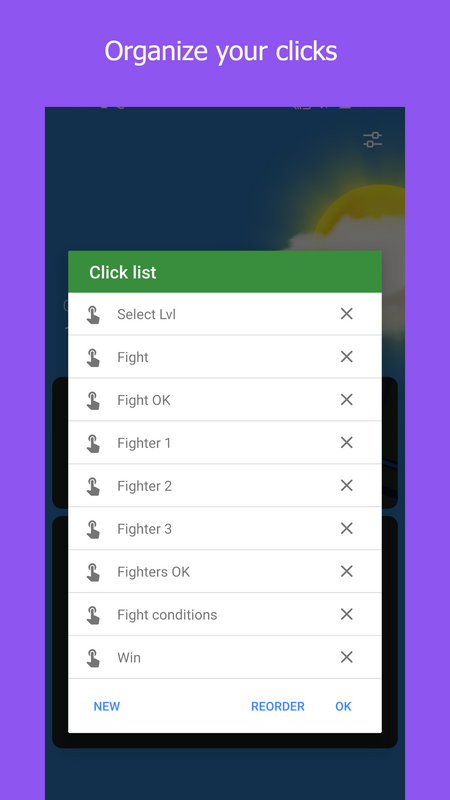 Organize your clicks
Click list
Select Lvl
Fight
Fight OK
Fighter 1
Fighter 2
Fighter 3
Fighters OK
Fight conditions
Win
NEW REORDER OK